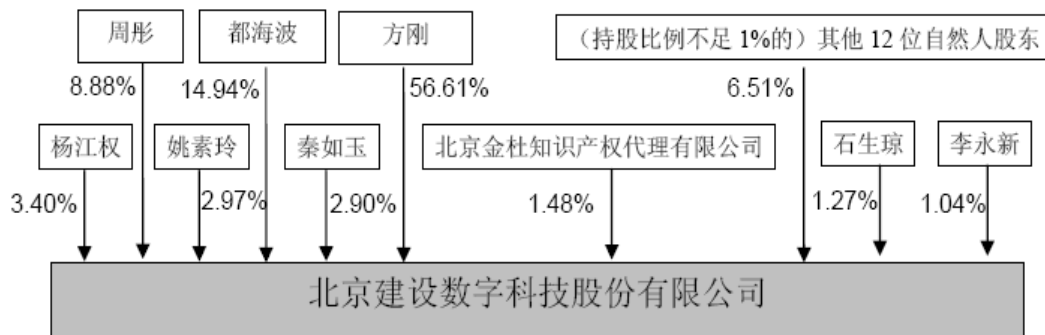 周彤
都海波
方刚
（持股比例不足 1%的）其他 12 位自然人股东
8.88%
14.94%
56.61%
6.51%
杨江权
姚素玲
秦如玉
北京金杜知识产权代理有限公司
石生琼
李永新
3.40%
2.97%
2.90%
1.48%
1.27%
1.04%
北京建设数字科技股份有限公司